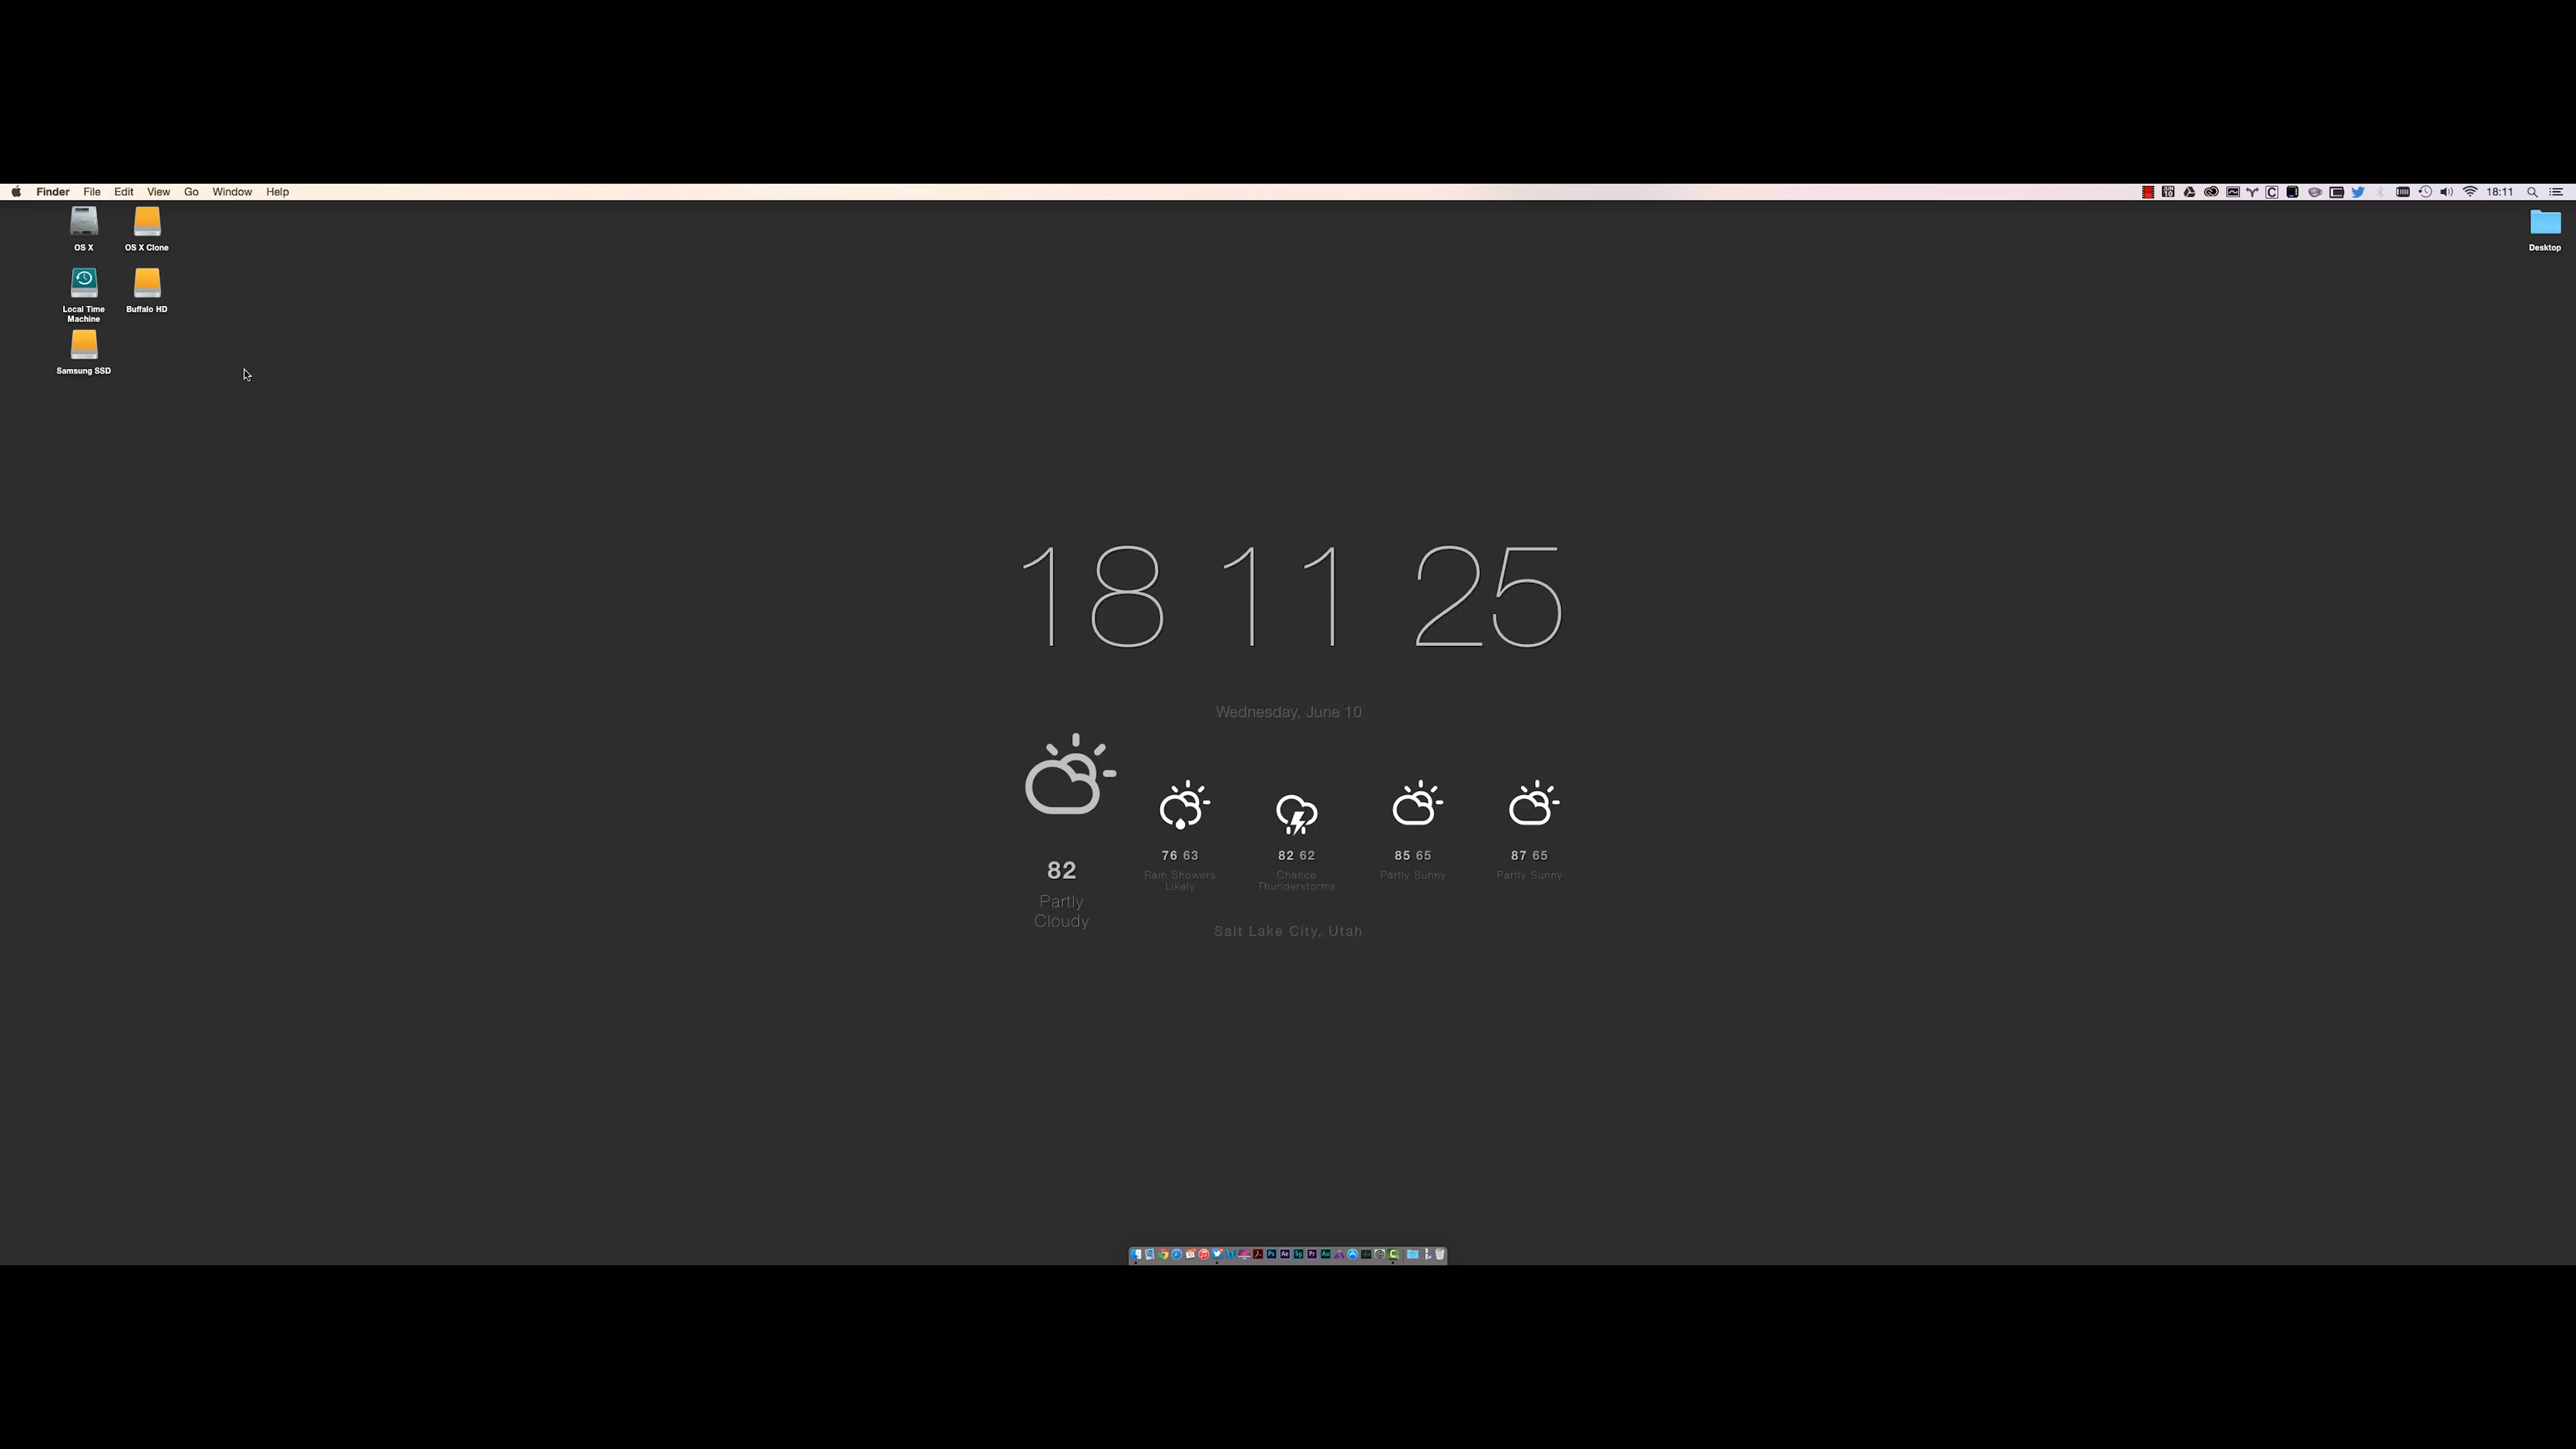 Finder File Edit View Go Window Help
18:11
OS X
OS X Clone
Desktop
Local Time
Machine
Buffalo HD
Samsung SSD
18 11 25
Wednesday, June 10
82
Partly
Cloudy
76 63
Rain Showers
Likely
82 62
Chance
Thunderstorms
85 65
Partly Sunny
87 65
Partly Sunny
Salt Lake City, Utah